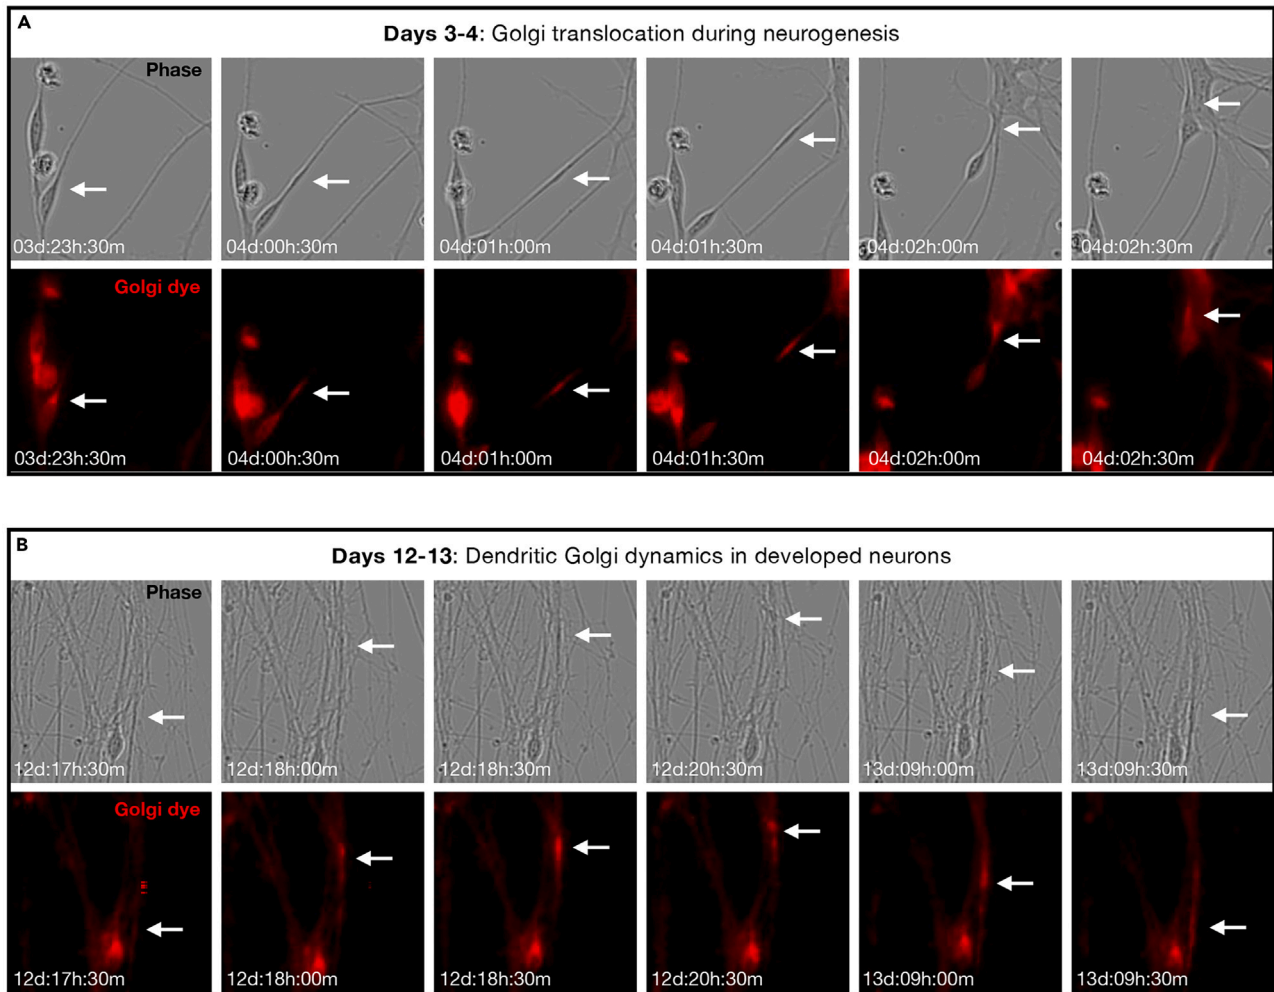 A
Days 3-4: Golgi translocation during neurogenesis
Phase
03d:23h:30m
04d:00h:30m
04d:01h:00m
04d:01h:30m
04d:02h:00m
04d:02h:30m
Golgi dye
03d:23h:30m
04d:00h:30m
04d:01h:00m
04d:01h:30m
04d:02h:00m
04d:02h:30m
B
Days 12-13: Dendritic Golgi dynamics in developed neurons
Phase
12d:17h:30m
12d:18h:00m
12d:18h:30m
12d:20h:30m
13d:09h:00m
13d:09h:30m
Golgi dye
12d:17h:30m
12d:18h:00m
12d:18h:30m
12d:20h:30m
13d:09h:00m
13d:09h:30m